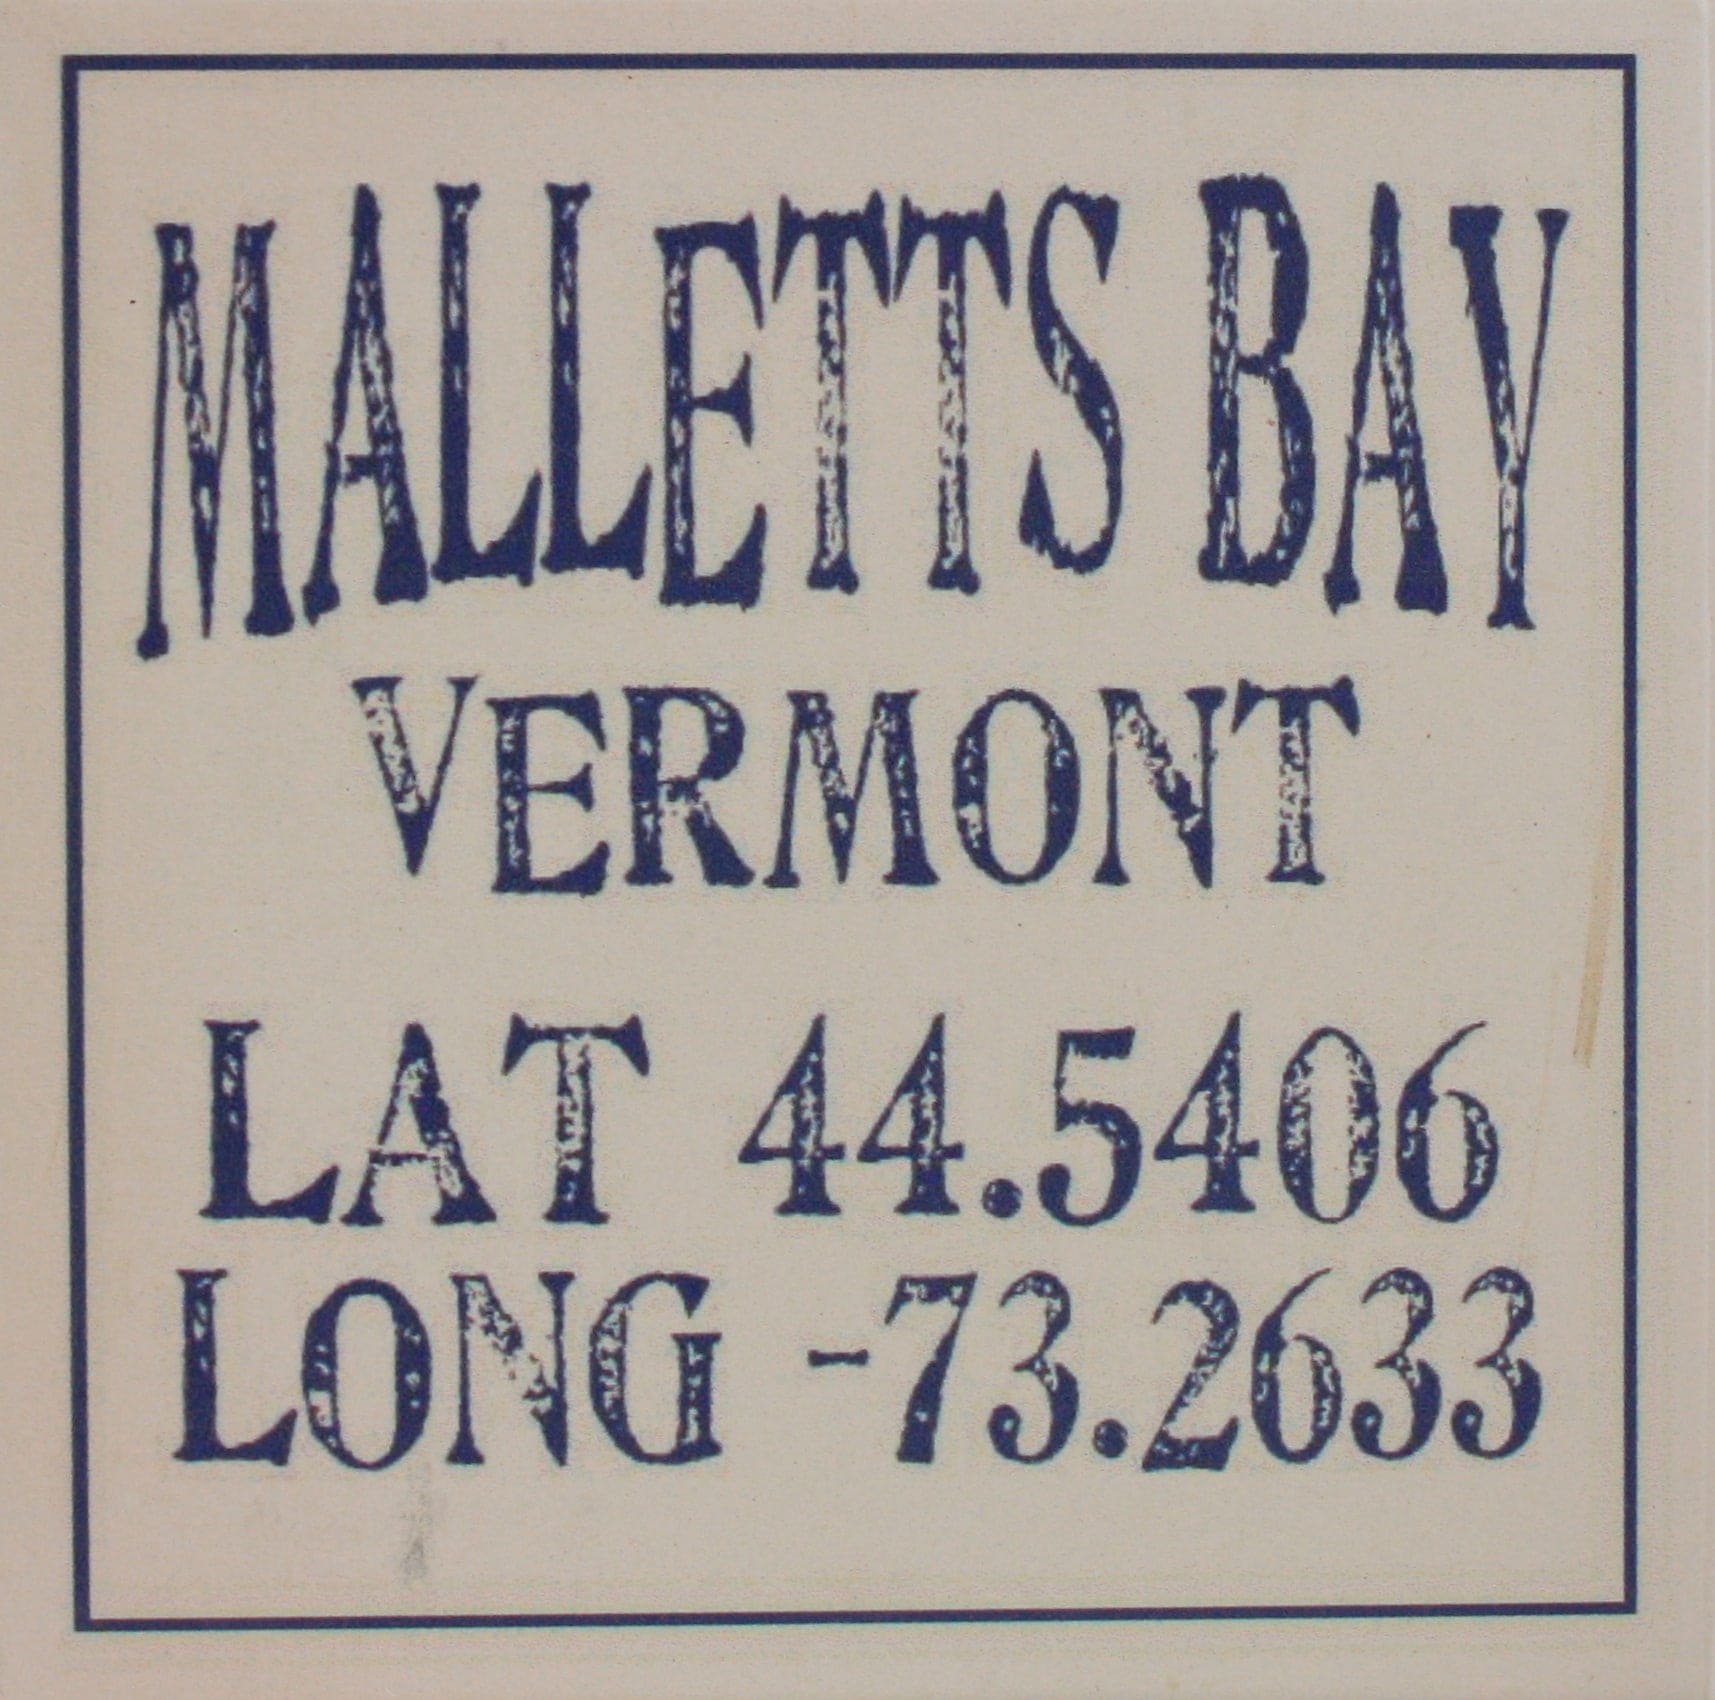 MALLETTS BAY
VERMONT
LAT 44.5406
LONG -73.2633